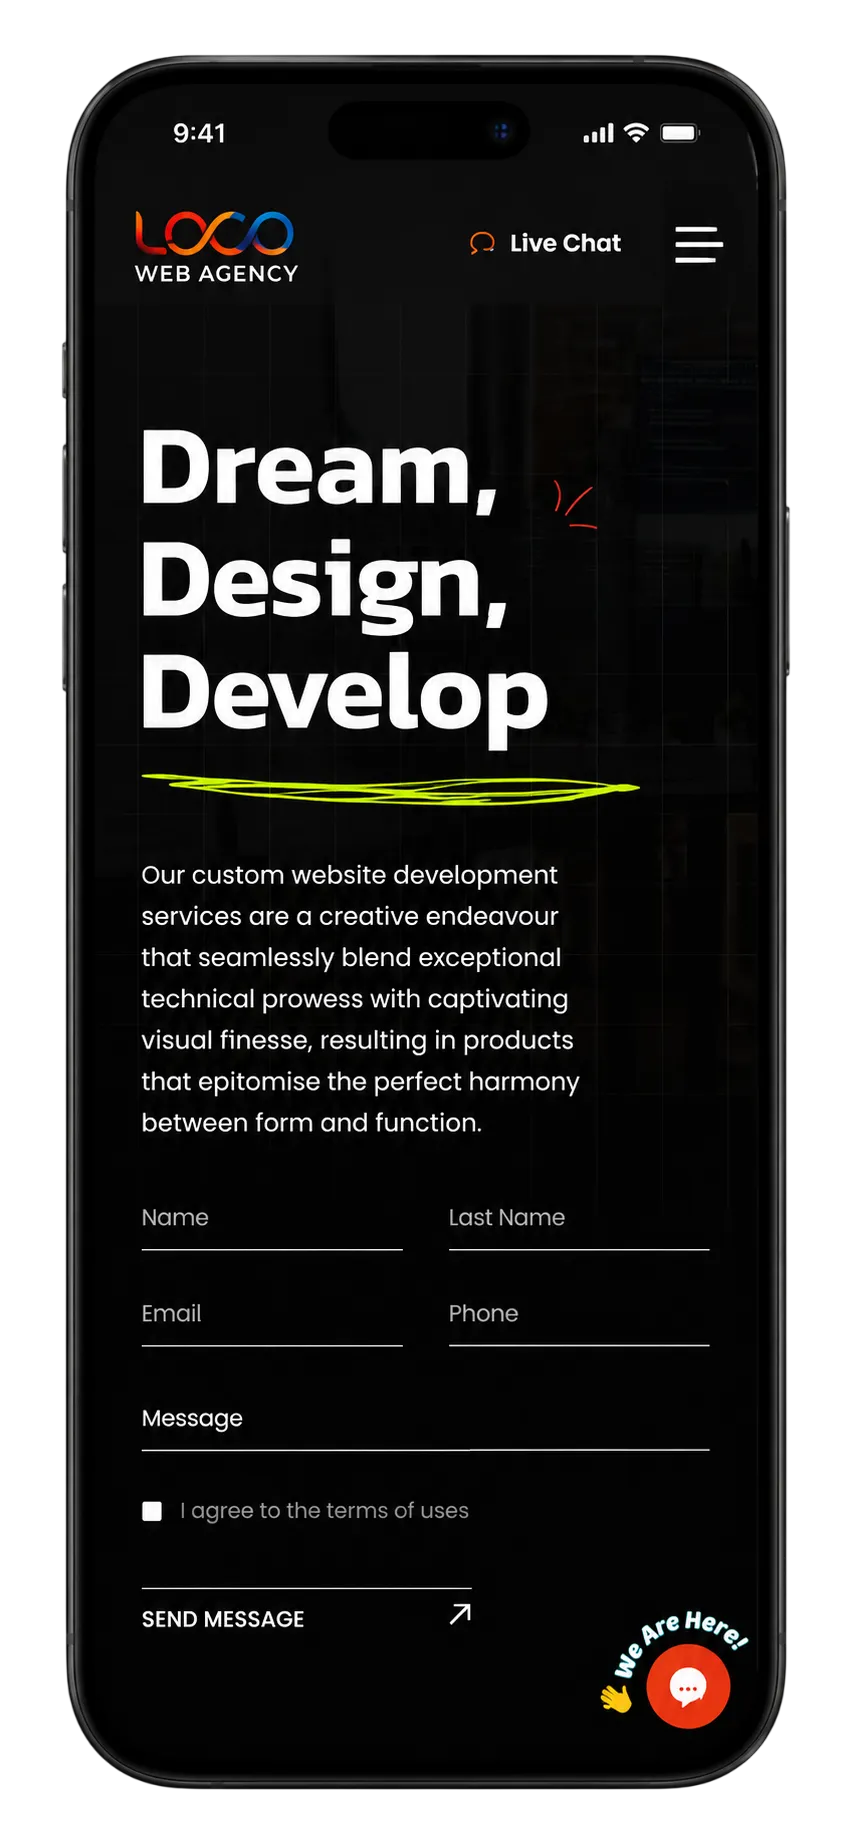 9:41
LOCO
WEB AGENCY
Live Chat
Dream,
Design,
Develop
Our custom website development
services are a creative endeavour
that seamlessly blend exceptional
technical prowess with captivating
visual finesse, resulting in products
that epitomise the perfect harmony
between form and function.
Name
Last Name
Email
Phone
Message
I agree to the terms of uses
SEND MESSAGE
We Are Here!